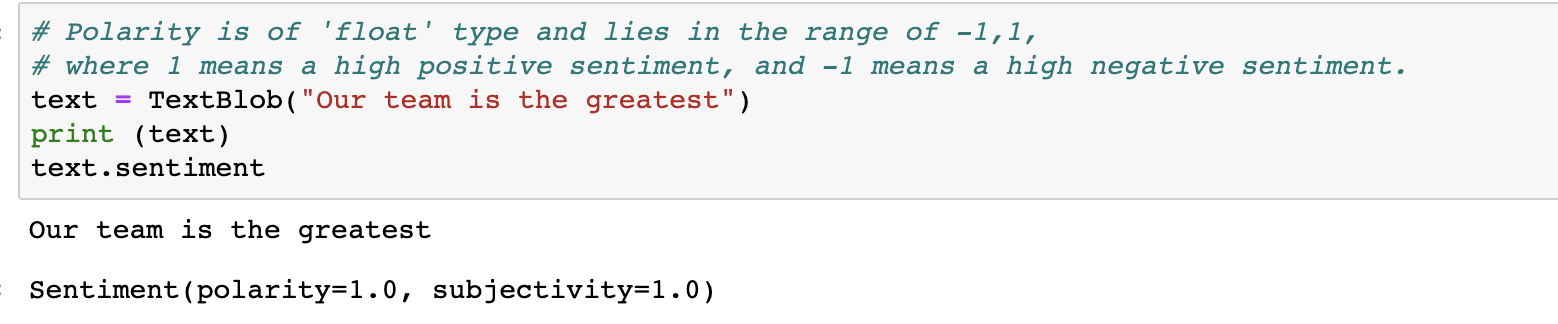 # Polarity is of 'float' type and lies in the range of -1,1,
# where 1 means a high positive sentiment, and -1 means a high negative sentiment.
text = TextBlob("Our team is the greatest")
print (text)
text.sentiment
Our team is the greatest
Sentiment(polarity=1.0, subjectivity=1.0)